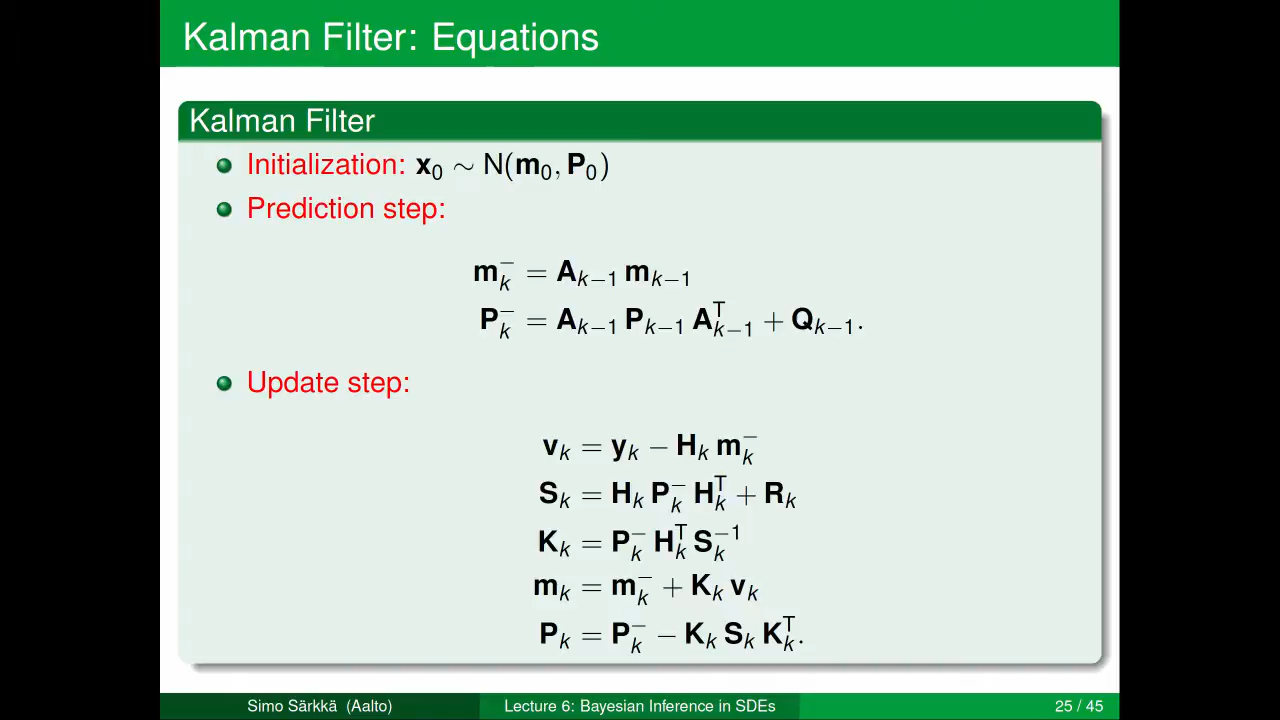 Kalman Filter: Equations
Kalman Filter
Initialization: x₀ ∼ N(m₀, P₀)
Prediction step:
m⁻ₖ = Aₖ₋₁ mₖ₋₁
P⁻ₖ = Aₖ₋₁ Pₖ₋₁ Aᵀₖ₋₁ + Qₖ₋₁.
Update step:
vₖ = yₖ − Hₖ m⁻ₖ
Sₖ = Hₖ P⁻ₖ Hᵀₖ + Rₖ
Kₖ = P⁻ₖ Hᵀₖ S⁻¹ₖ
mₖ = m⁻ₖ + Kₖ vₖ
Pₖ = P⁻ₖ − Kₖ Sₖ Kᵀₖ.
Simo Särkkä (Aalto) Lecture 6: Bayesian Inference in SDEs 25 / 45